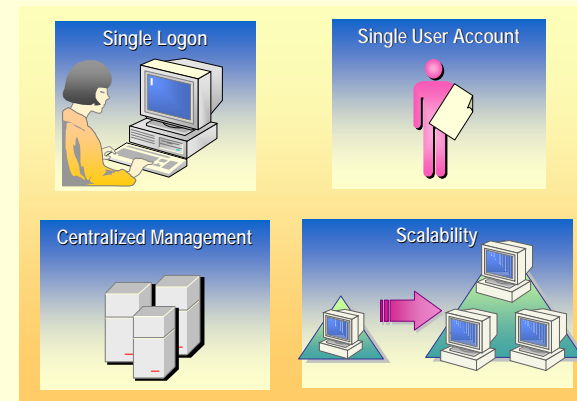 Single Logon
Single User Account
Centralized Management
Scalability